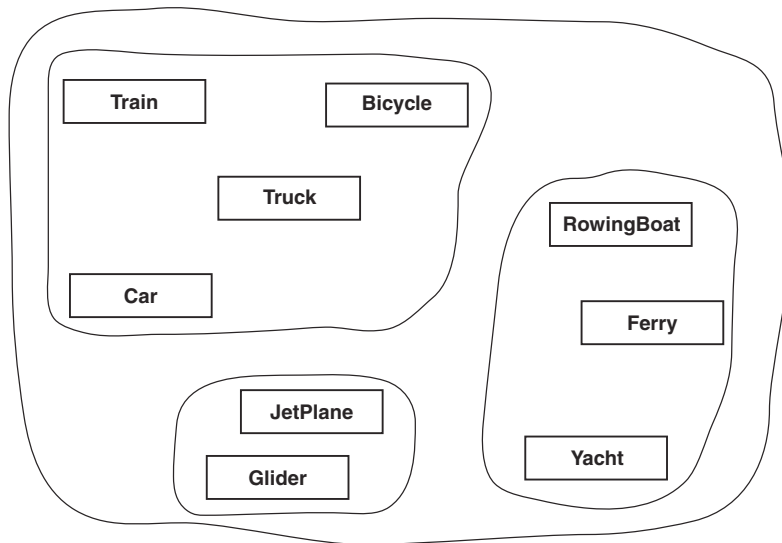 Train
Bicycle
Truck
Car
RowingBoat
Ferry
Yacht
JetPlane
Glider